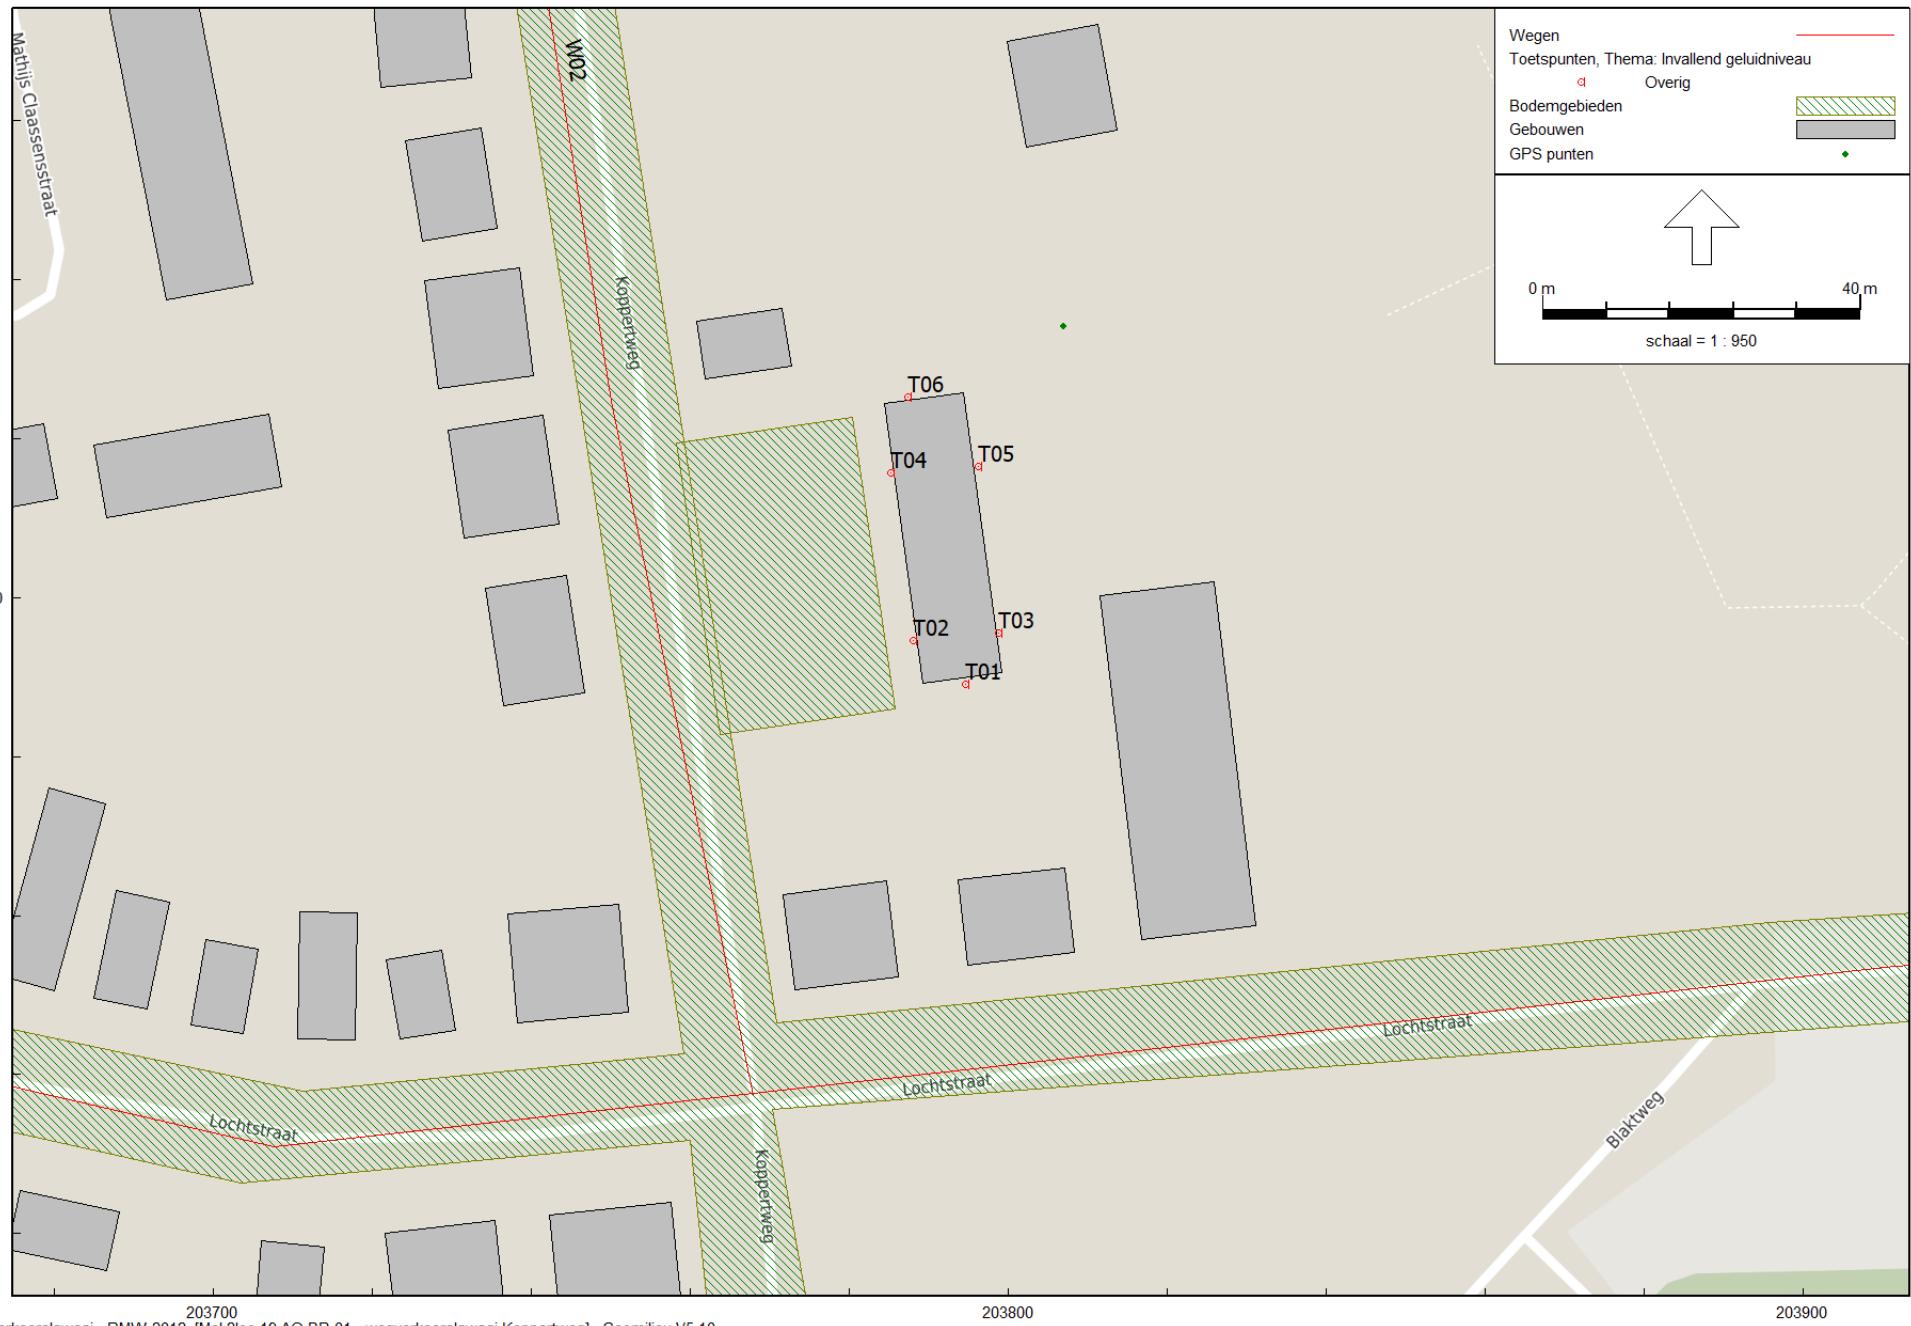 Wegen
Toetspunten, Thema: Invallend geluidniveau
Overig
Bodemgebieden
Gebouwen
GPS punten
0 m 40 m
schaal = 1 : 950
Mathijs Claassensstraat
W02
Koppertweg
T06
T04
T05
T02
T03
T01
Lochtstraat
Lochtstraat
Lochtstraat
Koppertweg
Blaktweg
0
203700 203800 203900